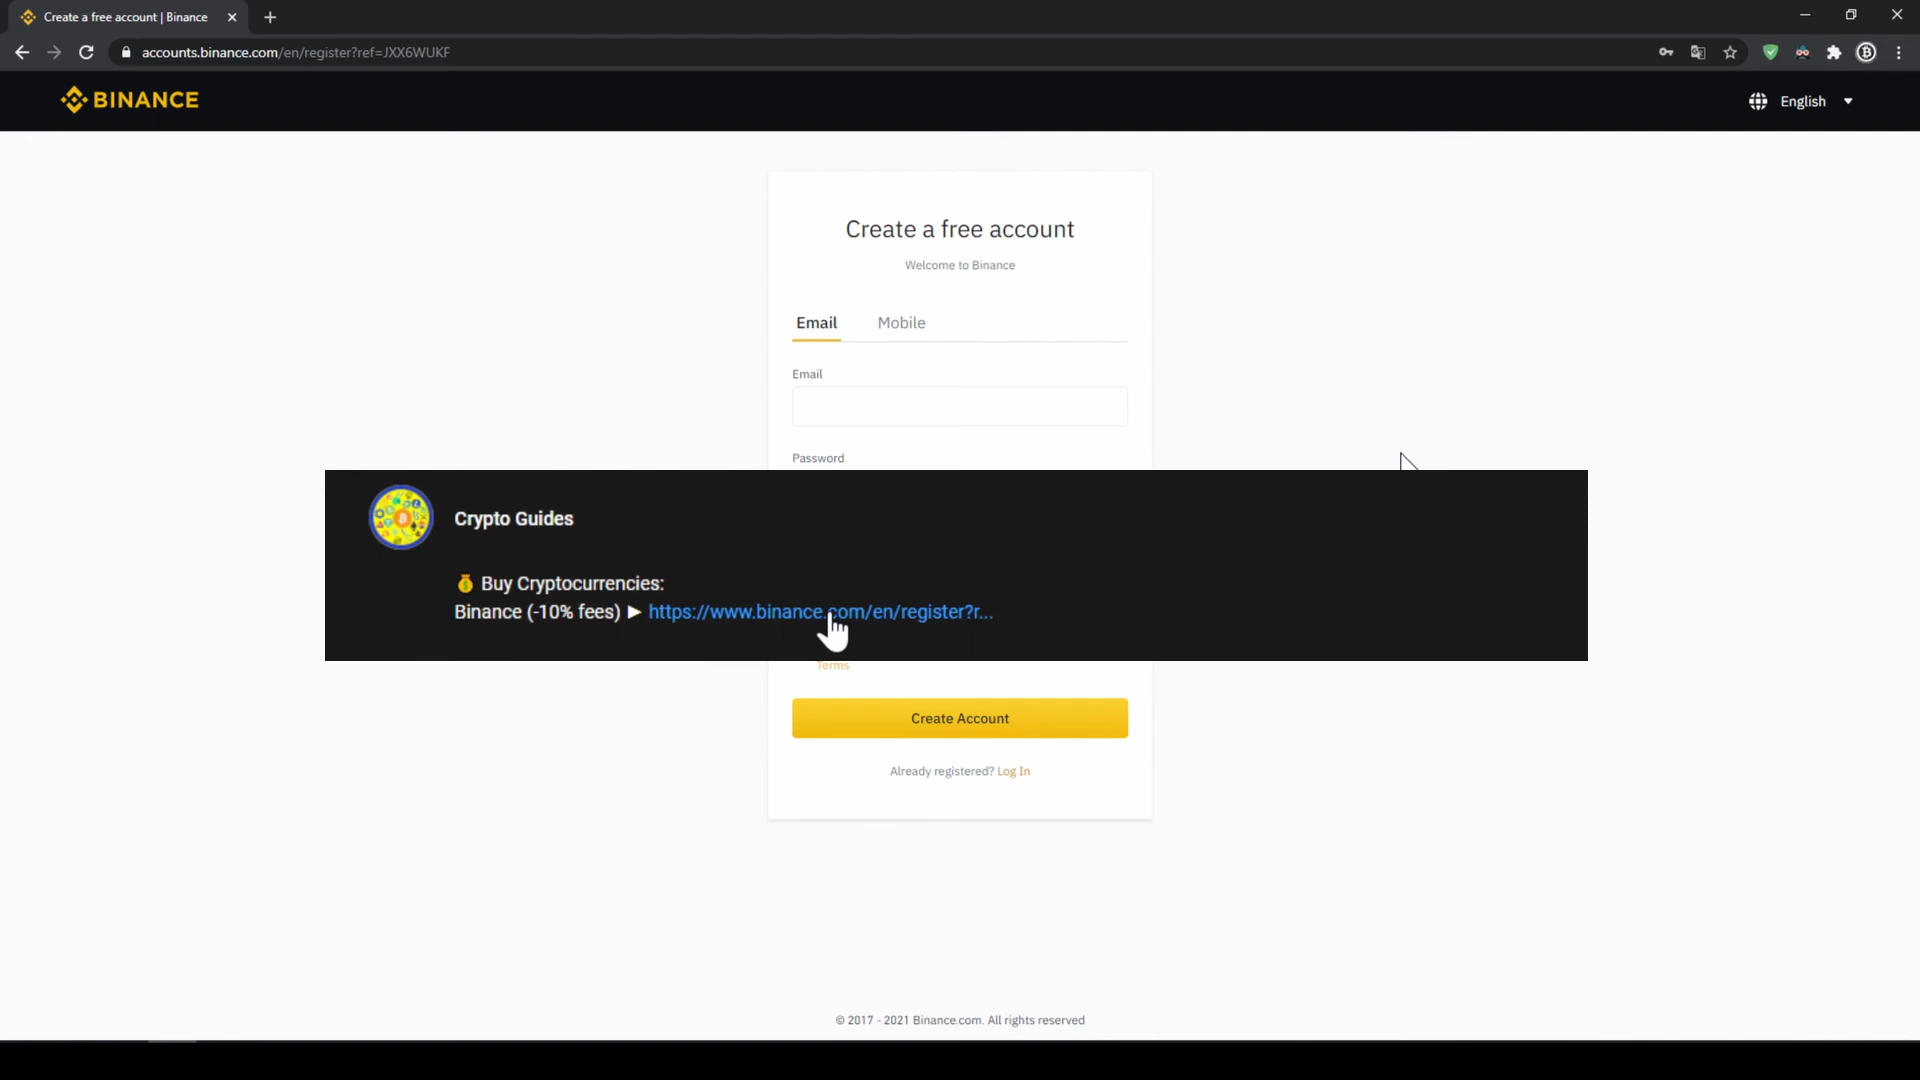 Create a free account | Binance
accounts.binance.com/en/register?ref=JXX6WUKF
BINANCE
English
Create a free account
Welcome to Binance
Email Mobile
Email
Password
Crypto Guides
💰 Buy Cryptocurrencies:
Binance (-10% fees) ► https://www.binance.com/en/register?r...
Terms
Create Account
Already registered? Log In
© 2017 - 2021 Binance.com. All rights reserved